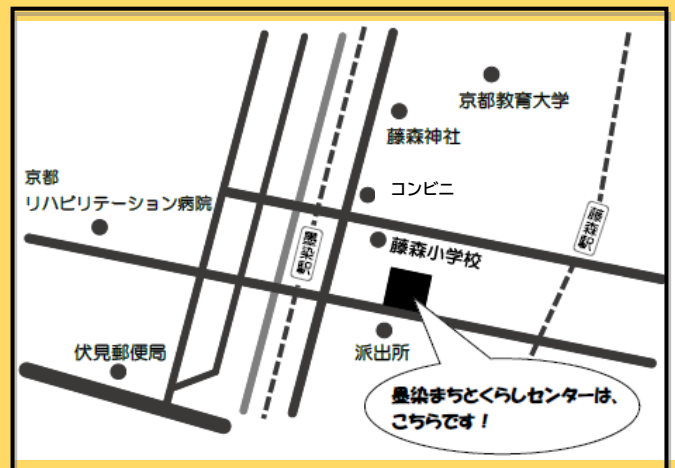 京都教育大学
藤森神社
京都
リハビリテーション病院
コンビニ
藤森駅
墨染駅
藤森小学校
伏見郵便局
派出所
墨染まちとくらしセンターは、
こちらです！